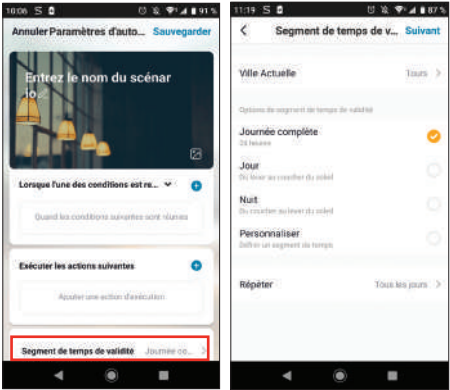 10:06 S 91 %
Annuler Paramètres d'auto... Sauvegarder
Entrez le nom du scénar
io
Lorsque l'une des conditions est re...
Quand les conditions suivantes sont réunies
Exécuter les actions suivantes
Ajouter une action d'exécution
Segment de temps de validité Journée co...
11:19 S 87 %
Segment de temps de v... Suivant
Ville Actuelle Tours
Options de segment de temps de validité
Journée complète
24 heures
Jour
Du lever au coucher du soleil
Nuit
Du coucher au lever du soleil
Personnaliser
Définir un segment de temps
Répéter Tous les jours